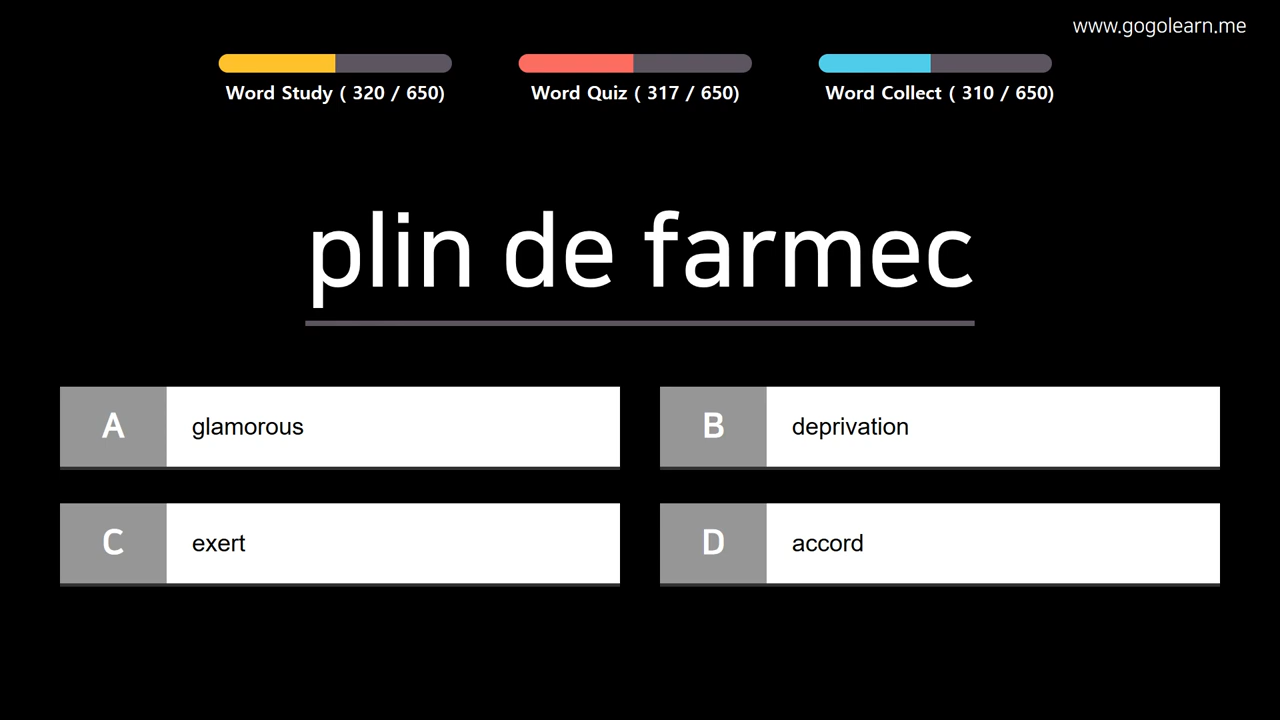 www.gogolearn.me
Word Study ( 320 / 650)
Word Quiz ( 317 / 650)
Word Collect ( 310 / 650)
plin de farmec
A glamorous
B deprivation
C exert
D accord